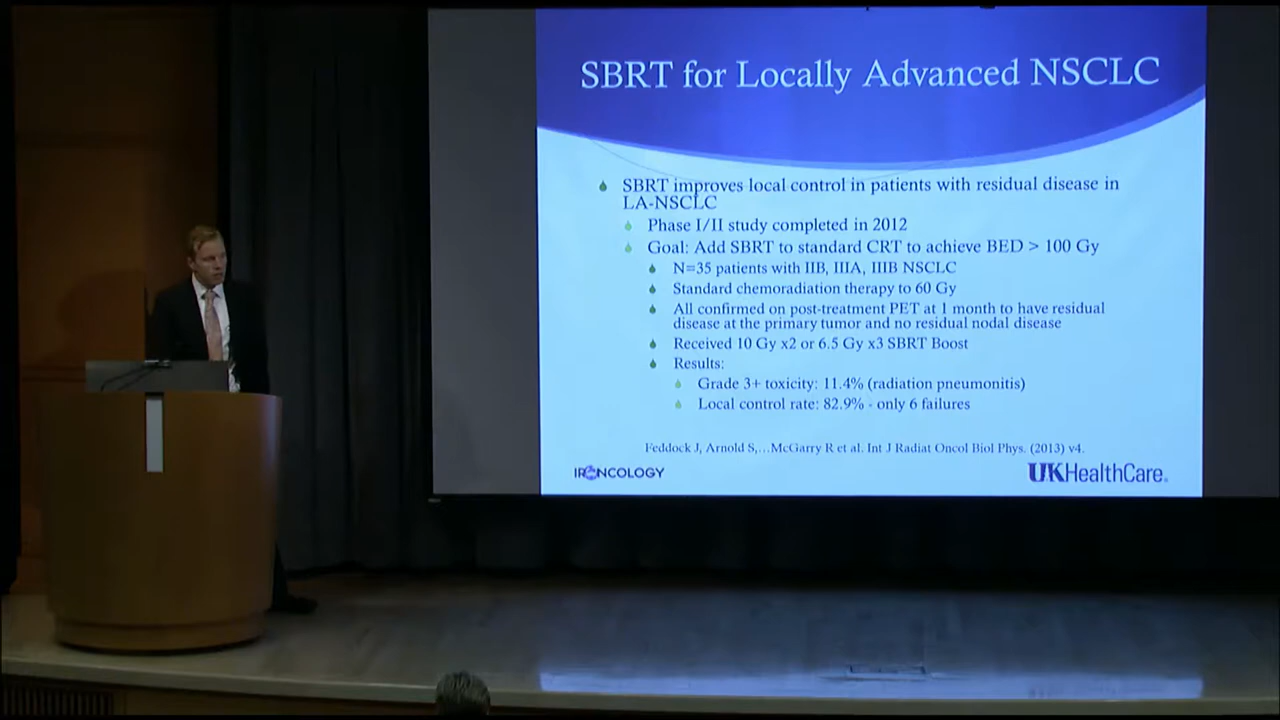 SBRT for Locally Advanced NSCLC
SBRT improves local control in patients with residual disease in
LA-NSCLC
Phase I/II study completed in 2012
Goal: Add SBRT to standard CRT to achieve BED > 100 Gy
N=35 patients with IIB, IIIA, IIIB NSCLC
Standard chemoradiation therapy to 60 Gy
All confirmed on post-treatment PET at 1 month to have residual
disease at the primary tumor and no residual nodal disease
Received 10 Gy x2 or 6.5 Gy x3 SBRT Boost
Results:
Grade 3+ toxicity: 11.4% (radiation pneumonitis)
Local control rate: 82.9% - only 6 failures
Feddock J, Arnold S,…McGarry R et al. Int J Radiat Oncol Biol Phys. (2013) v4.
IRONCOLOGY
UKHealthCare.